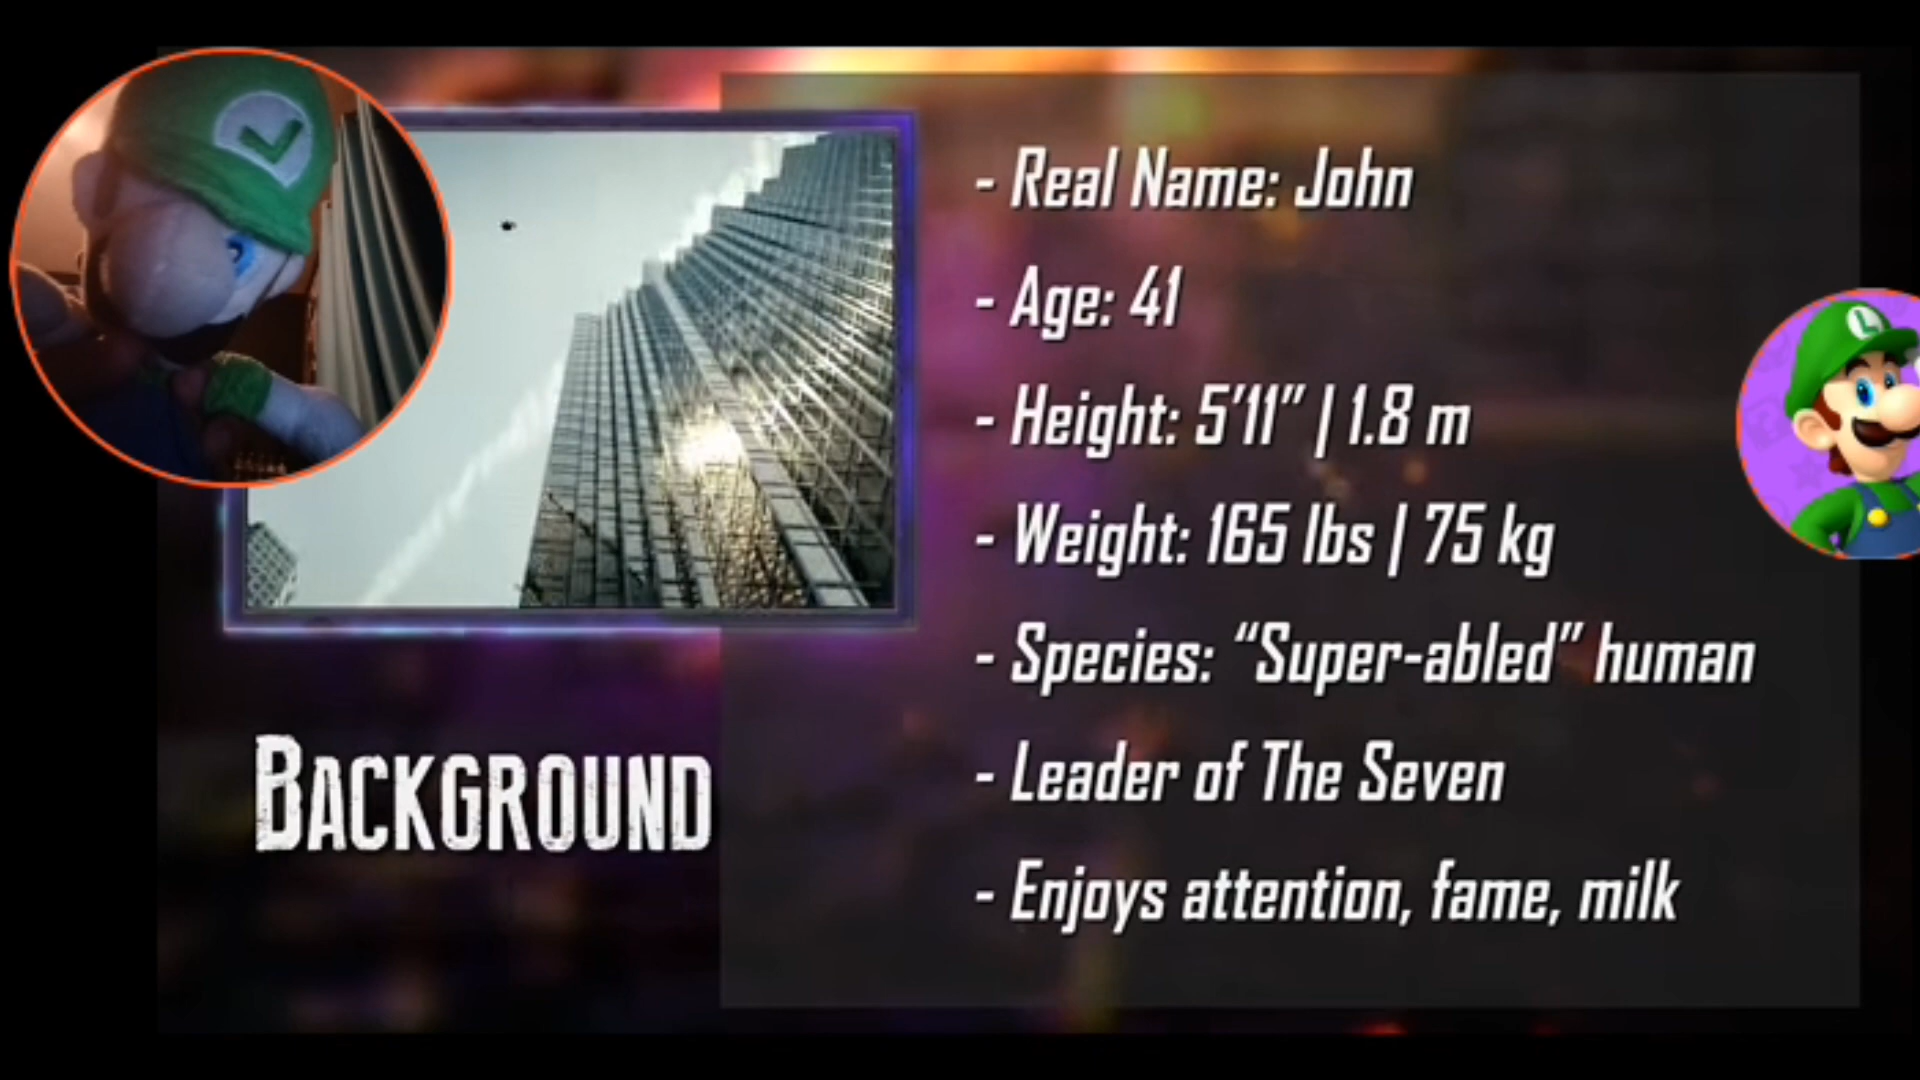 L
L
- Real Name: John
- Age: 41
- Height: 5’11” | 1.8 m
- Weight: 165 lbs | 75 kg
- Species: “Super-abled” human
- Leader of The Seven
- Enjoys attention, fame, milk
BACKGROUND